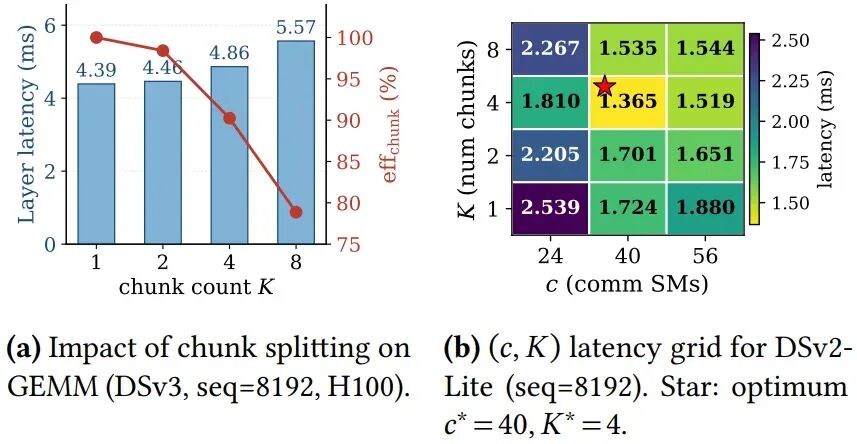 6
4
2
0
Layer latency (ms)
4.39
4.46
4.86
5.57
100
95
90
85
80
75
eff_chunk (%)
1 2 4 8
chunk count K
8
4
2
1
K (num chunks)
2.267 1.535 1.544
1.810 1.365 1.519
2.205 1.701 1.651
2.539 1.724 1.880
24 40 56
c (comm SMs)
2.50
2.25
2.00
1.75
1.50
latency (ms)
(a) Impact of chunk splitting on
GEMM (DSv3, seq=8192, H100).
(b) (c, K) latency grid for DSv2-
Lite (seq=8192). Star: optimum
c* = 40, K* = 4.